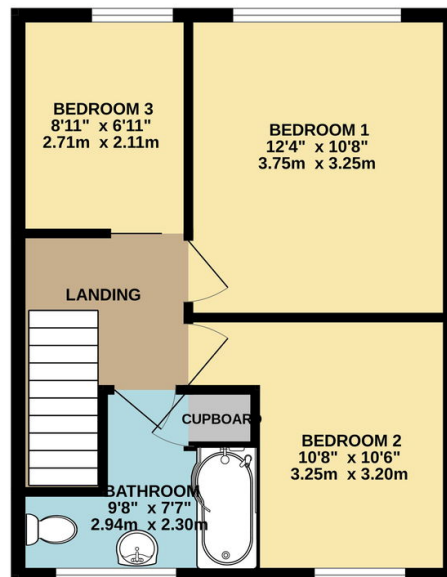 BEDROOM 3
8'11" x 6'11"
2.71m x 2.11m
BEDROOM 1
12'4" x 10'8"
3.75m x 3.25m
LANDING
CUPBOARD
BEDROOM 2
10'8" x 10'6"
3.25m x 3.20m
BATHROOM
9'8" x 7'7"
2.94m x 2.30m